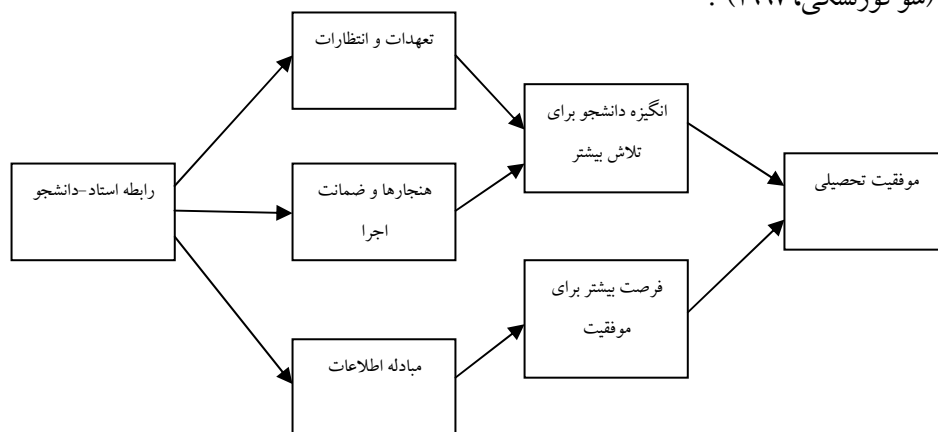 تعهدات و انتظارات
انگیزه دانشجو برای
تلاش بیشتر
رابطه استاد-دانشجو
هنجارها و ضمانت
اجرا
موفقیت تحصیلی
فرصت بیشتر برای
موفقیت
مبادله اطلاعات